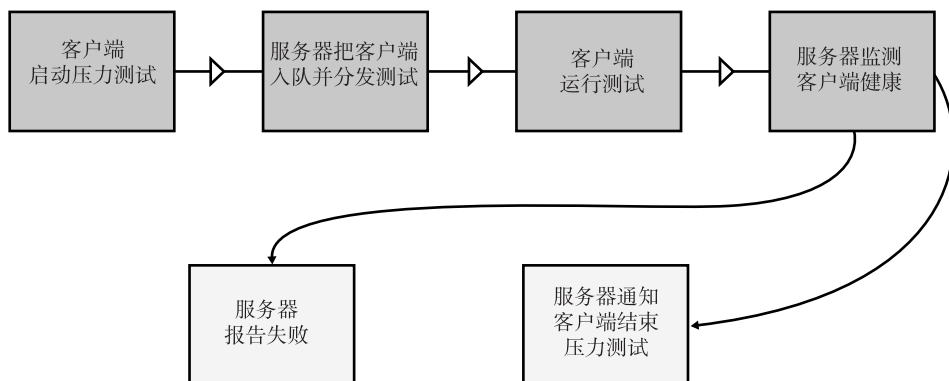 客户端
启动压力测试
服务器把客户端
入队并分发测试
客户端
运行测试
服务器监测
客户端健康
服务器
报告失败
服务器通知
客户端结束
压力测试